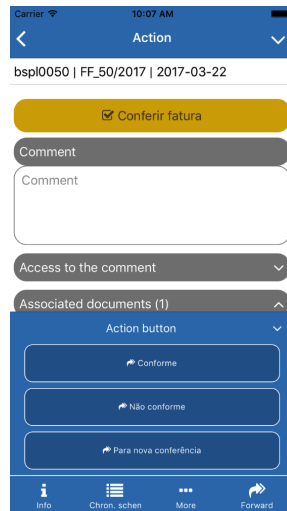 Carrier 10:07 AM
Action
bspl0050 | FF_50/2017 | 2017-03-22
Conferir fatura
Comment
Comment
Access to the comment
Associated documents (1)
Action button
Conforme
Não conforme
Para nova conferência
Info Chron. schen More Forward